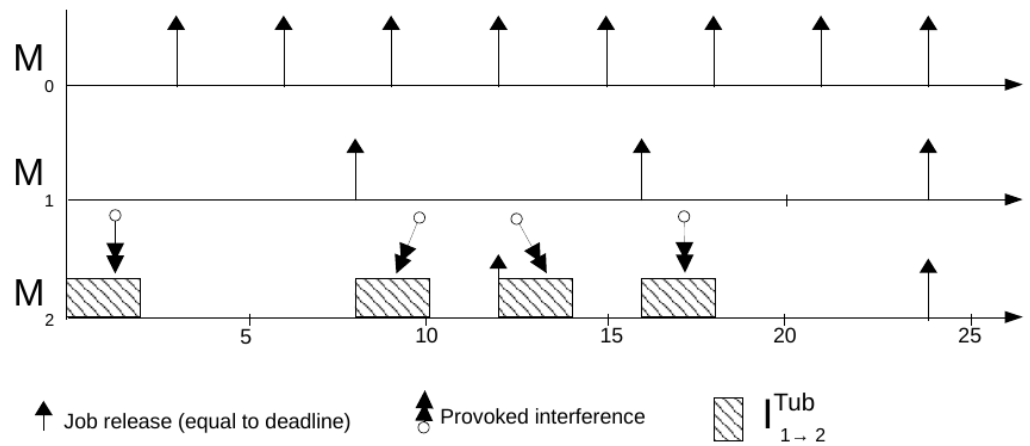 M
0
M
1
M
2
5 10 15 20 25
Job release (equal to deadline) Provoked interference I Tub
1→ 2